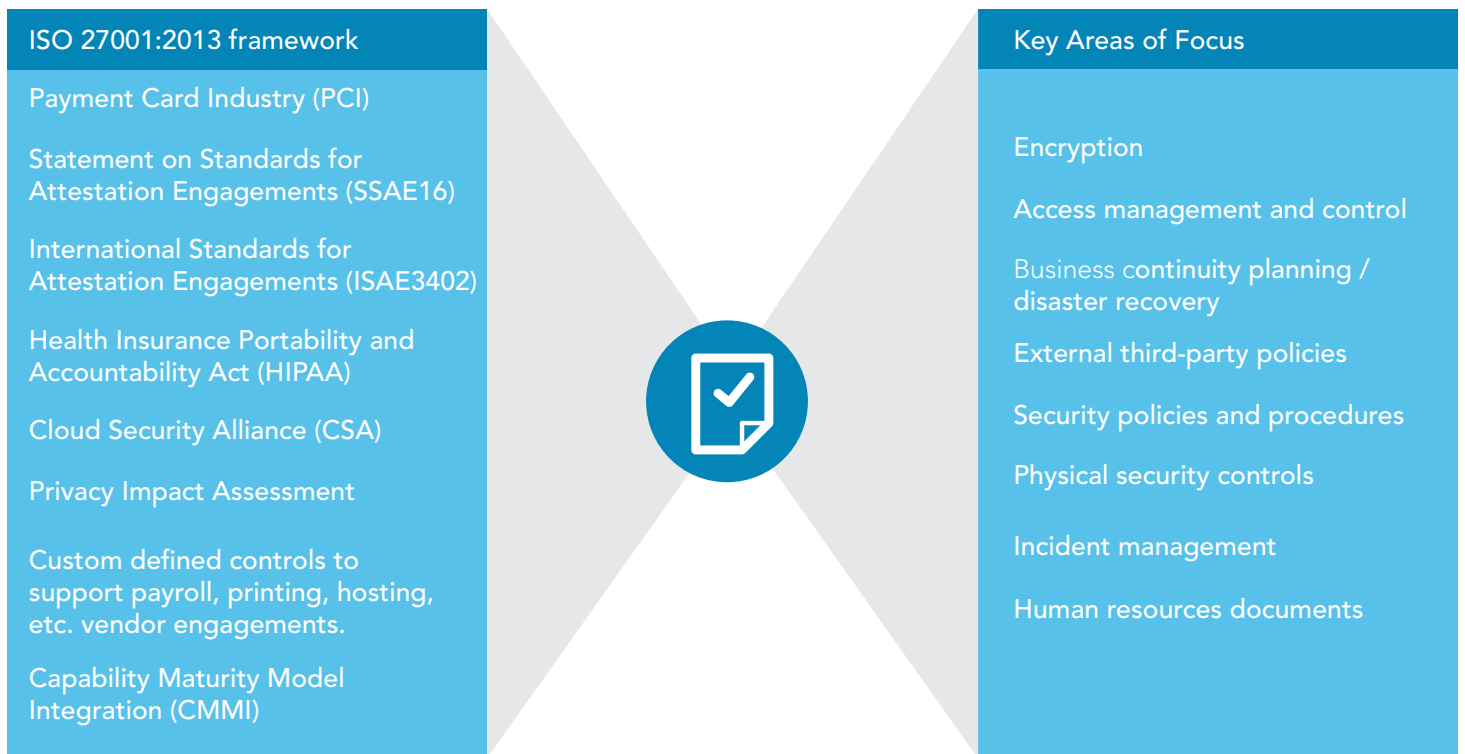 ISO 27001:2013 framework
Payment Card Industry (PCI)
Statement on Standards for
Attestation Engagements (SSAE16)
International Standards for
Attestation Engagements (ISAE3402)
Health Insurance Portability and
Accountability Act (HIPAA)
Cloud Security Alliance (CSA)
Privacy Impact Assessment
Custom defined controls to
support payroll, printing, hosting,
etc. vendor engagements.
Capability Maturity Model
Integration (CMMI)
Key Areas of Focus
Encryption
Access management and control
Business continuity planning /
disaster recovery
External third-party policies
Security policies and procedures
Physical security controls
Incident management
Human resources documents